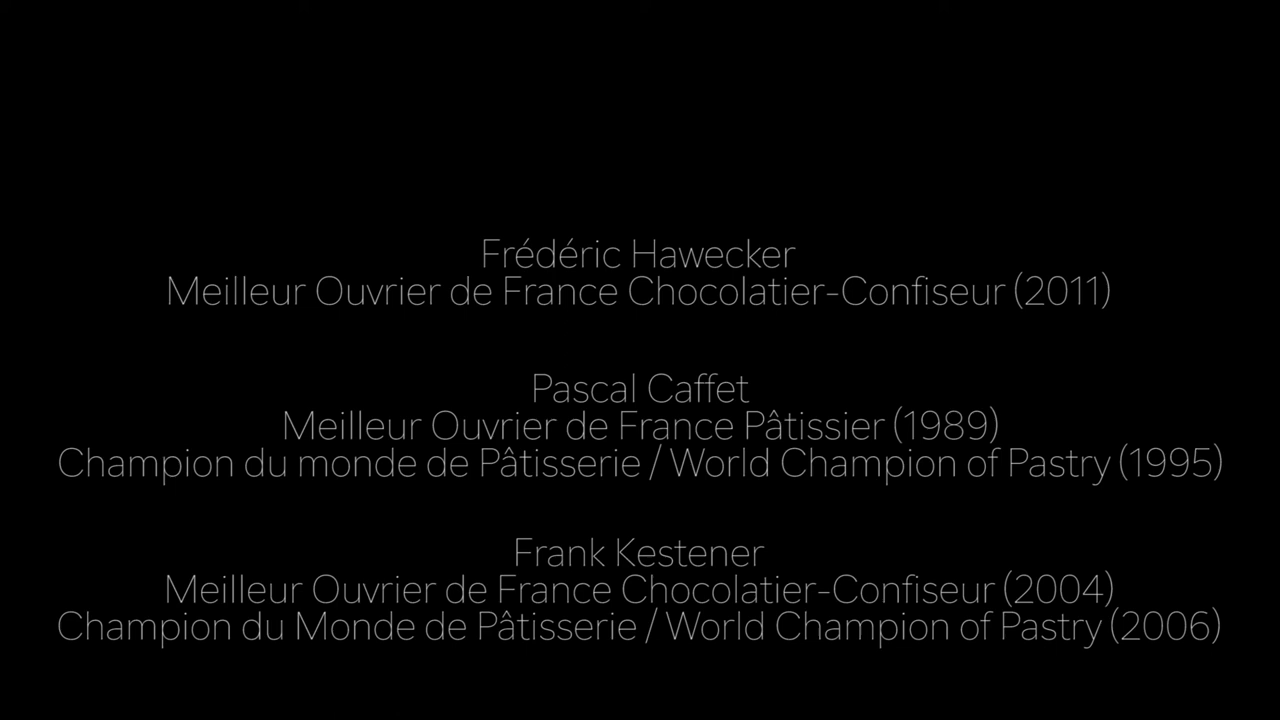 Frédéric Hawecker
Meilleur Ouvrier de France Chocolatier-Confiseur (2011)
Pascal Caffet
Meilleur Ouvrier de France Pâtissier (1989)
Champion du monde de Pâtisserie / World Champion of Pastry (1995)
Frank Kestener
Meilleur Ouvrier de France Chocolatier-Confiseur (2004)
Champion du Monde de Pâtisserie / World Champion of Pastry (2006)